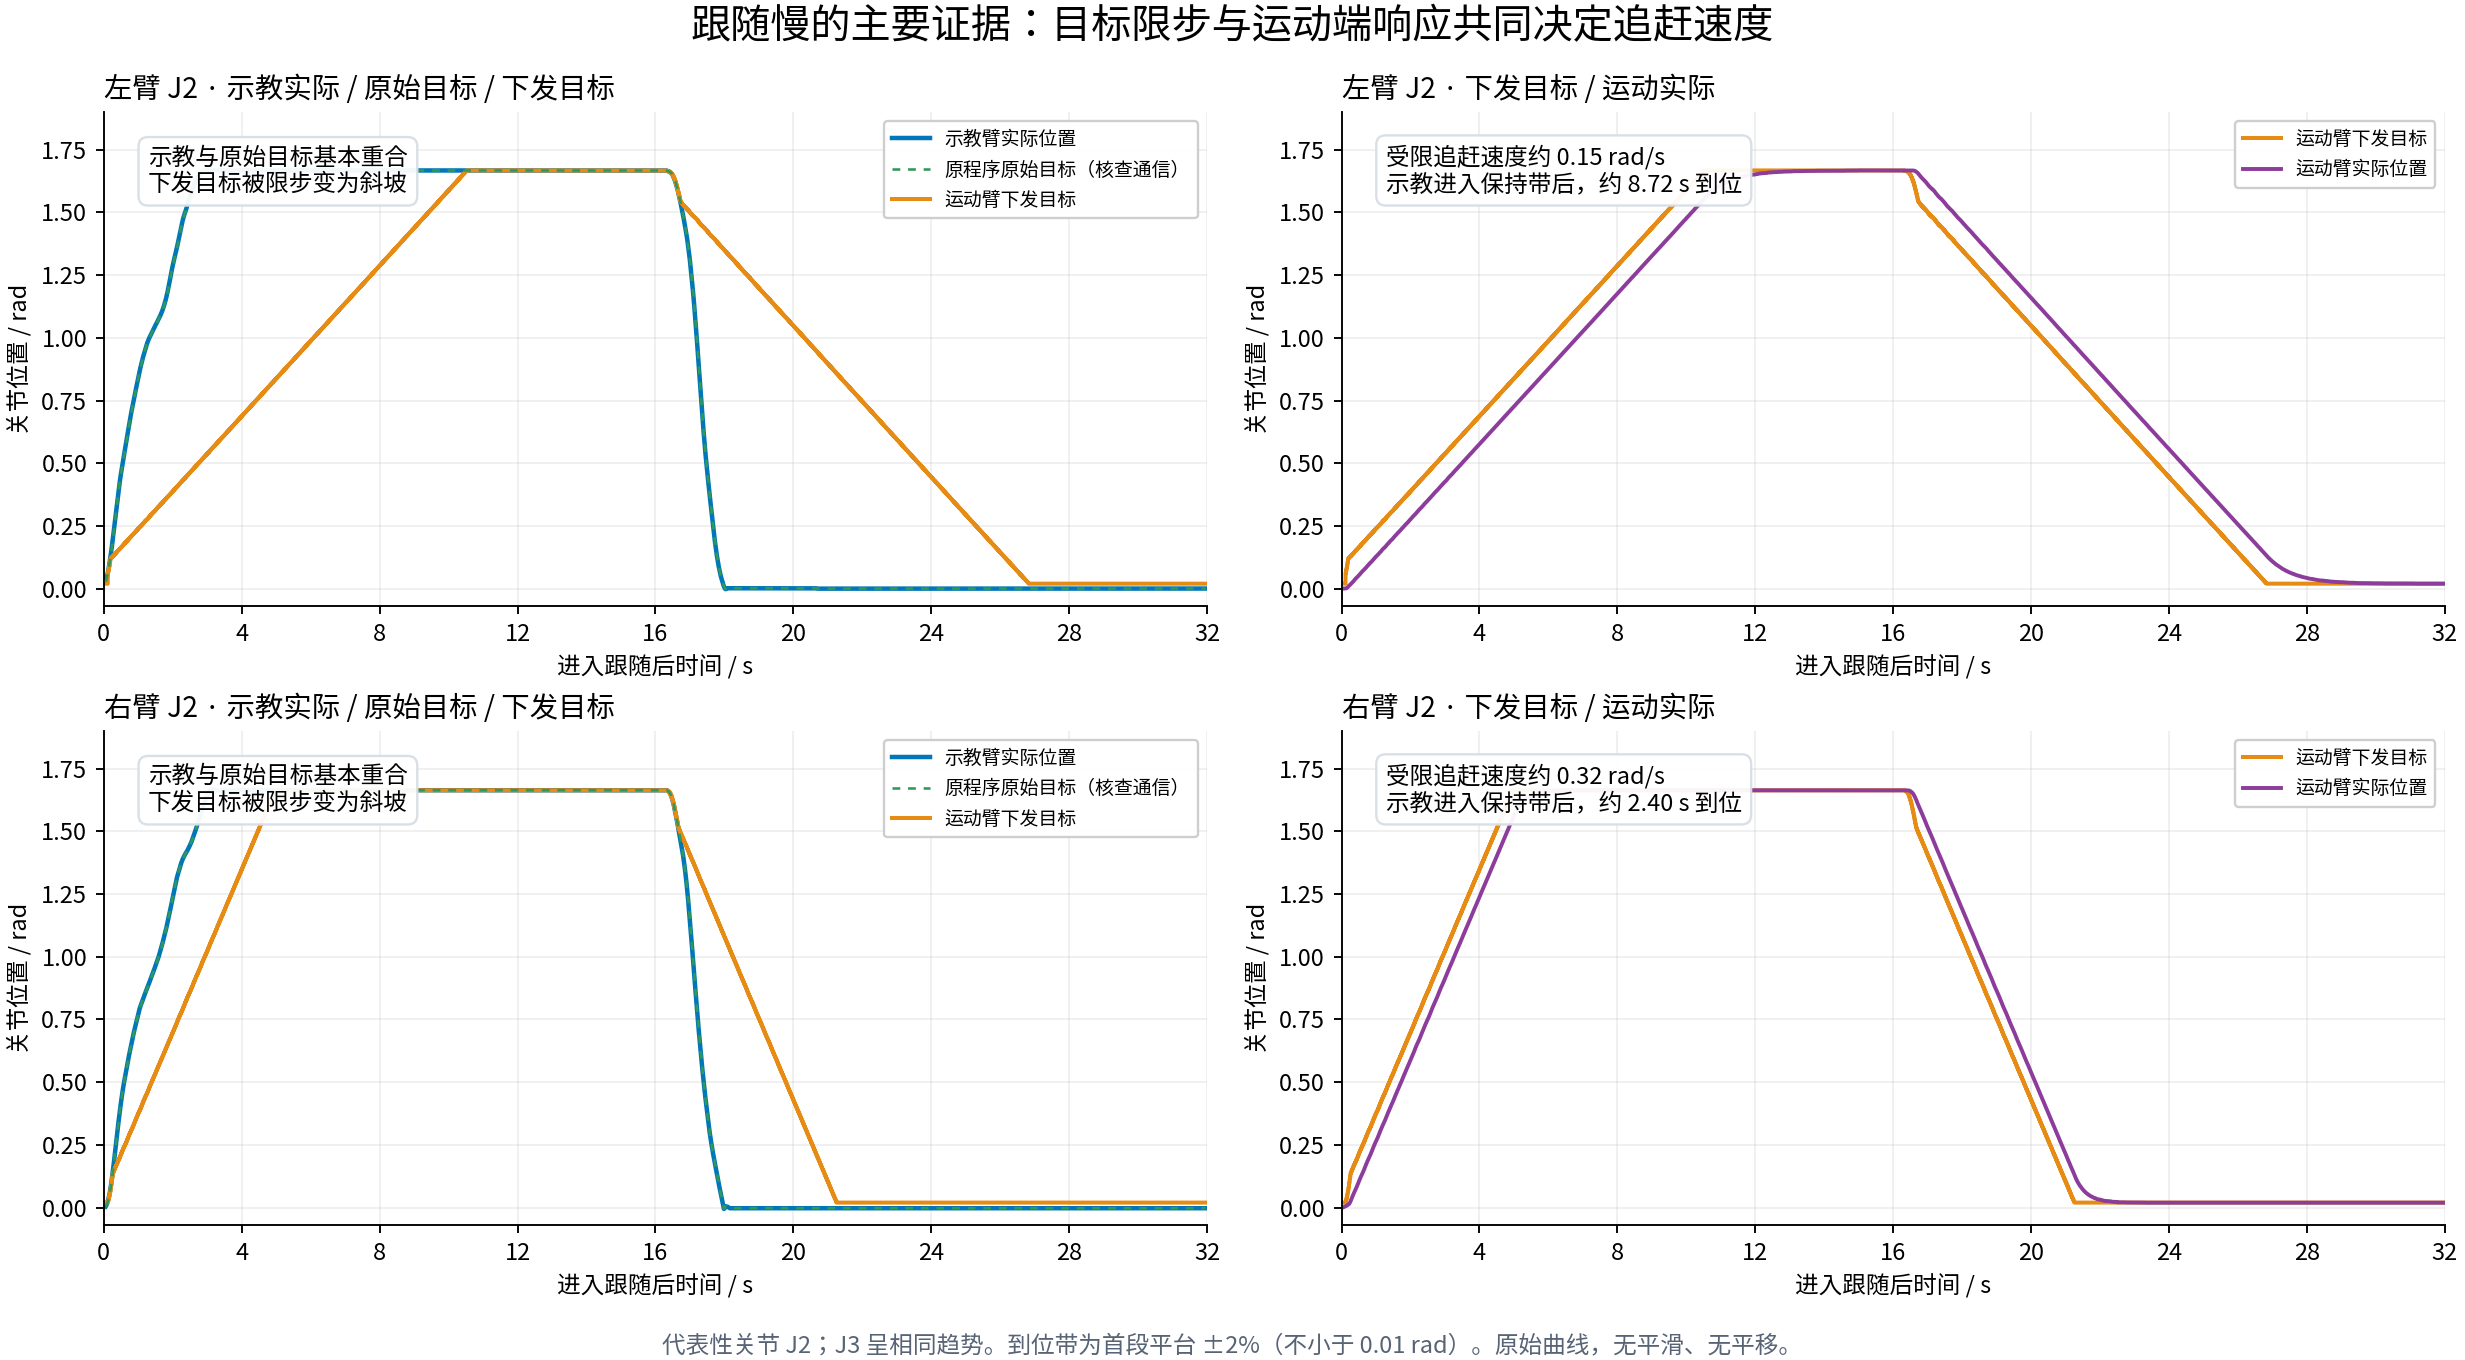 跟随慢的主要证据：目标限步与运动端响应共同决定追赶速度
左臂 J2 · 示教实际 / 原始目标 / 下发目标
示教与原始目标基本重合
下发目标被限步变为斜坡
示教臂实际位置
原程序原始目标（核查通信）
运动臂下发目标
关节位置 / rad
1.75
1.50
1.25
1.00
0.75
0.50
0.25
0.00
0 4 8 12 16 20 24 28 32
进入跟随后时间 / s
左臂 J2 · 下发目标 / 运动实际
受限追赶速度约 0.15 rad/s
示教进入保持带后，约 8.72 s 到位
运动臂下发目标
运动臂实际位置
关节位置 / rad
1.75
1.50
1.25
1.00
0.75
0.50
0.25
0.00
0 4 8 12 16 20 24 28 32
进入跟随后时间 / s
右臂 J2 · 示教实际 / 原始目标 / 下发目标
示教与原始目标基本重合
下发目标被限步变为斜坡
示教臂实际位置
原程序原始目标（核查通信）
运动臂下发目标
关节位置 / rad
1.75
1.50
1.25
1.00
0.75
0.50
0.25
0.00
0 4 8 12 16 20 24 28 32
进入跟随后时间 / s
右臂 J2 · 下发目标 / 运动实际
受限追赶速度约 0.32 rad/s
示教进入保持带后，约 2.40 s 到位
运动臂下发目标
运动臂实际位置
关节位置 / rad
1.75
1.50
1.25
1.00
0.75
0.50
0.25
0.00
0 4 8 12 16 20 24 28 32
进入跟随后时间 / s
代表性关节 J2；J3 呈相同趋势。到位带为首段平台 ±2%（不小于 0.01 rad）。原始曲线，无平滑、无平移。